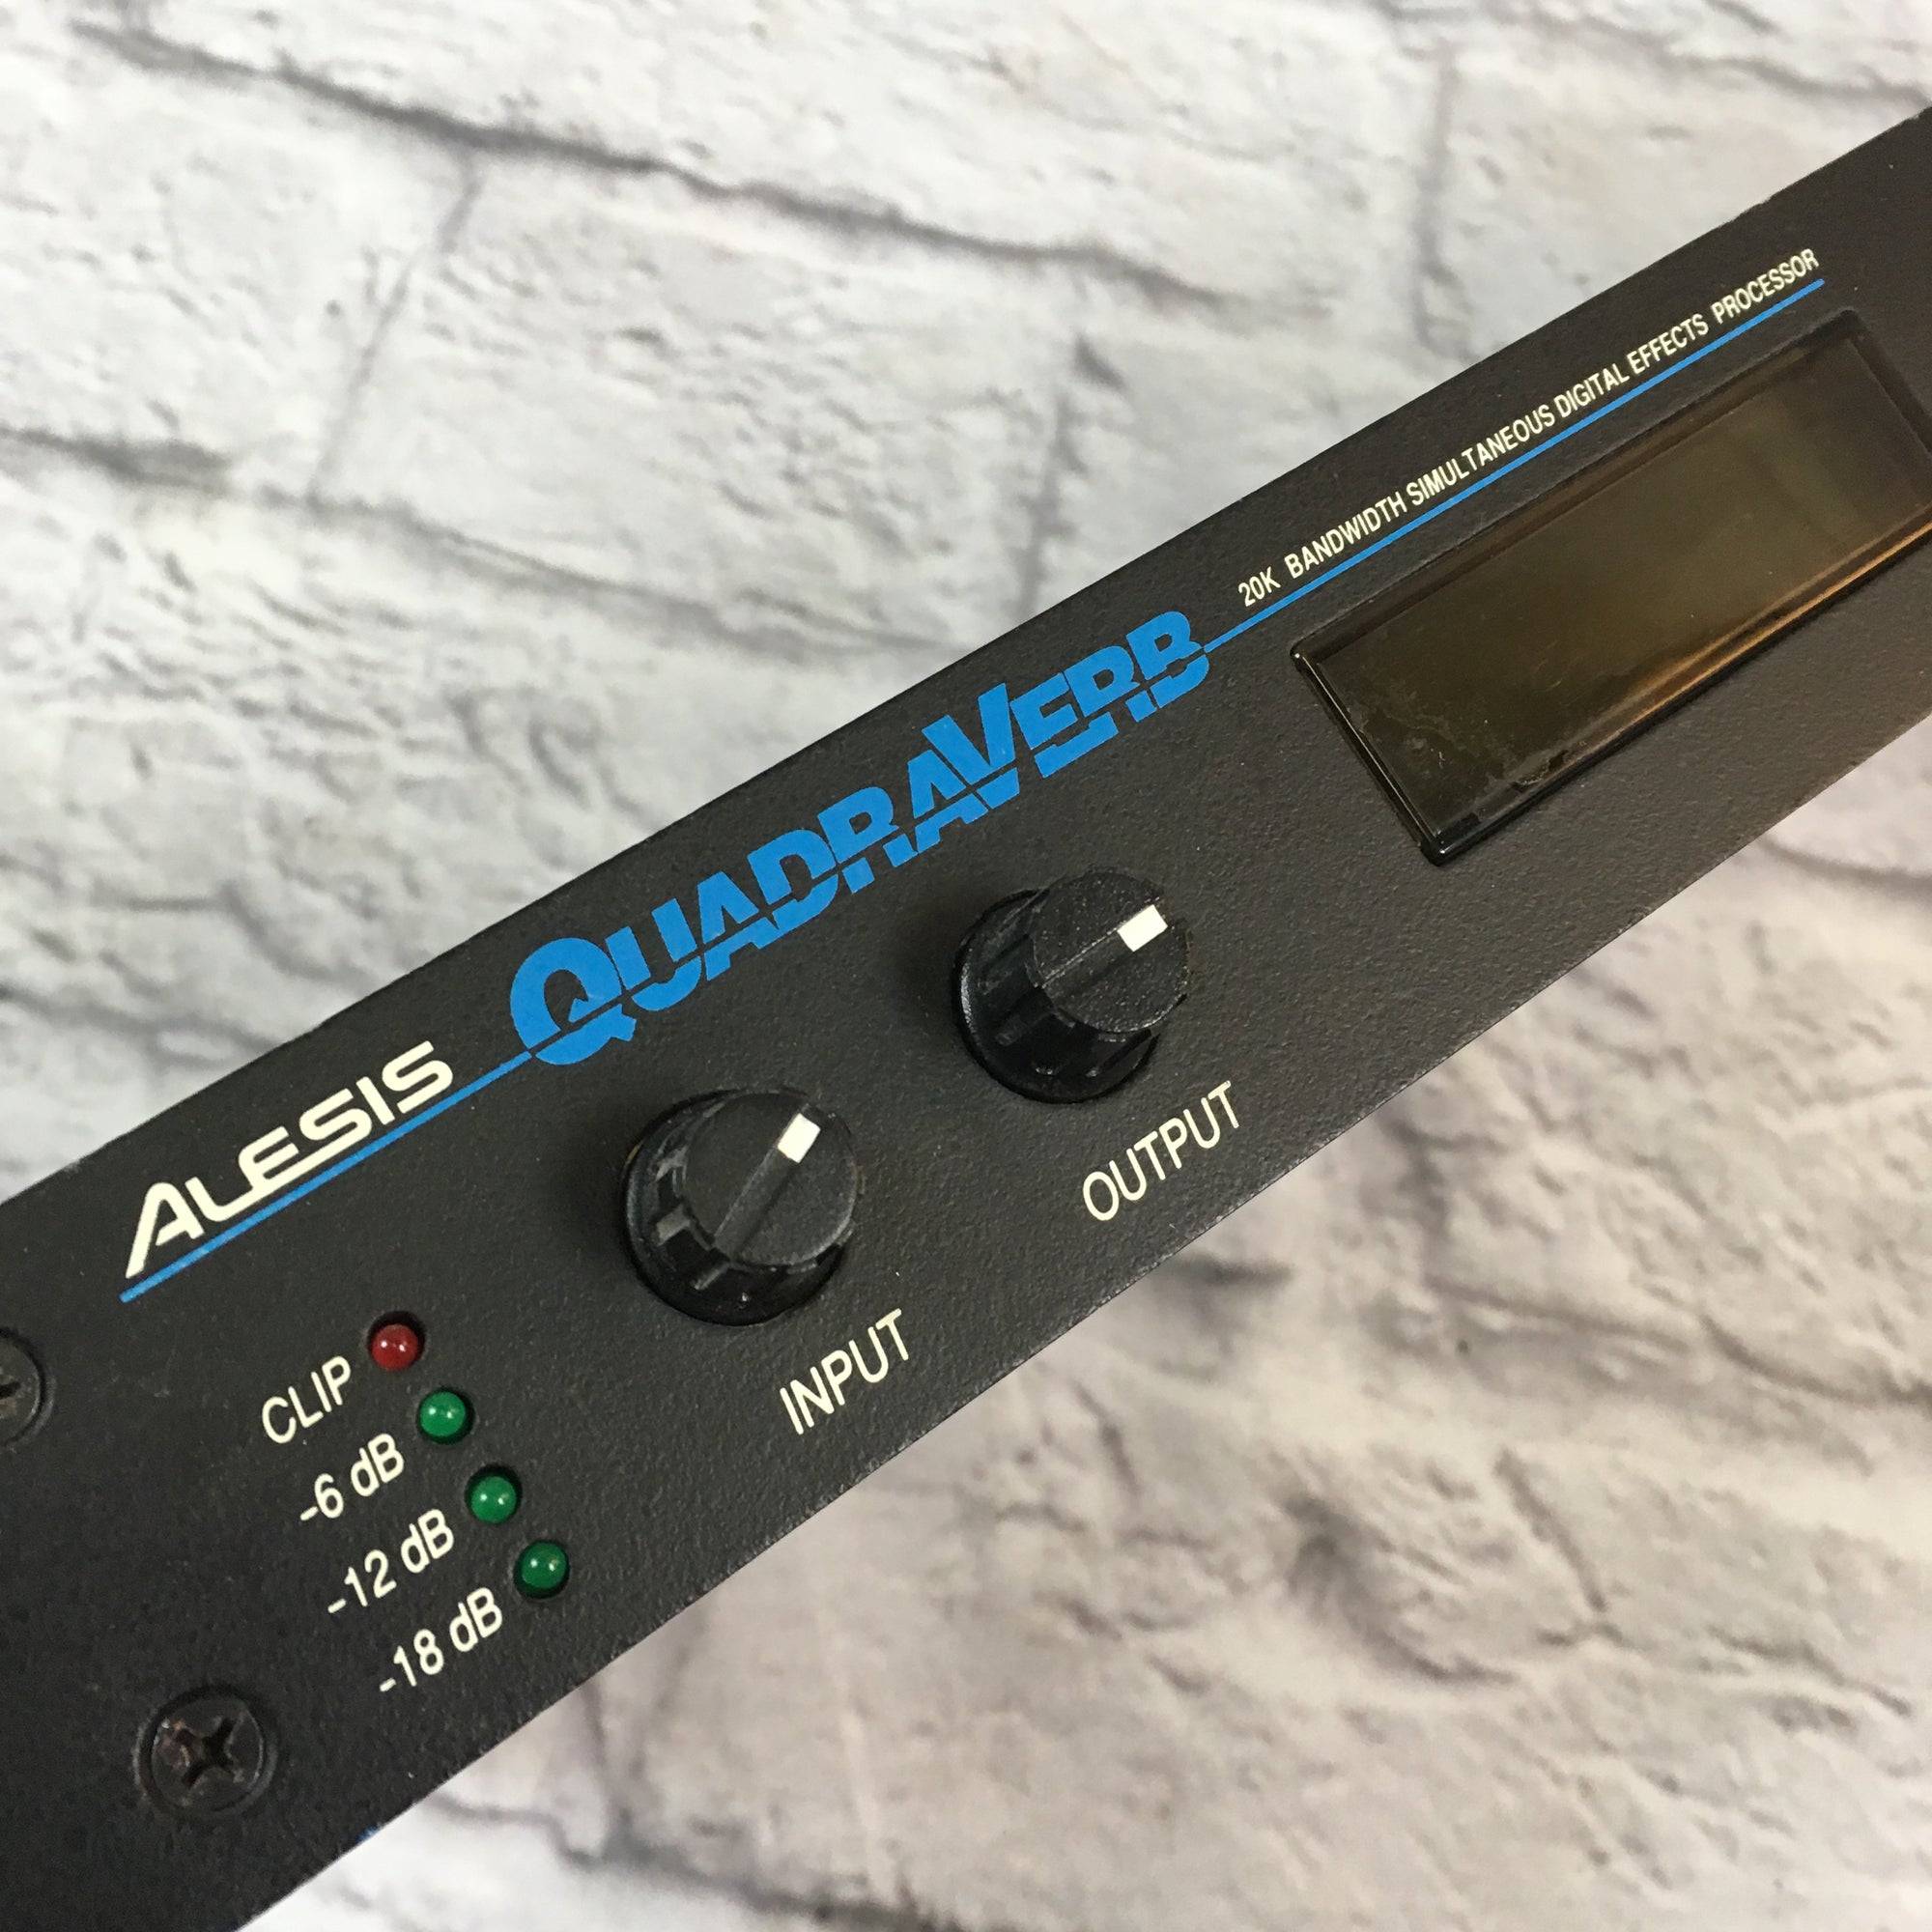 ALESIS
QUADRAVERB
20K BANDWIDTH SIMULTANEOUS DIGITAL EFFECTS PROCESSOR
CLIP
-6 dB
-12 dB
-18 dB
INPUT
OUTPUT